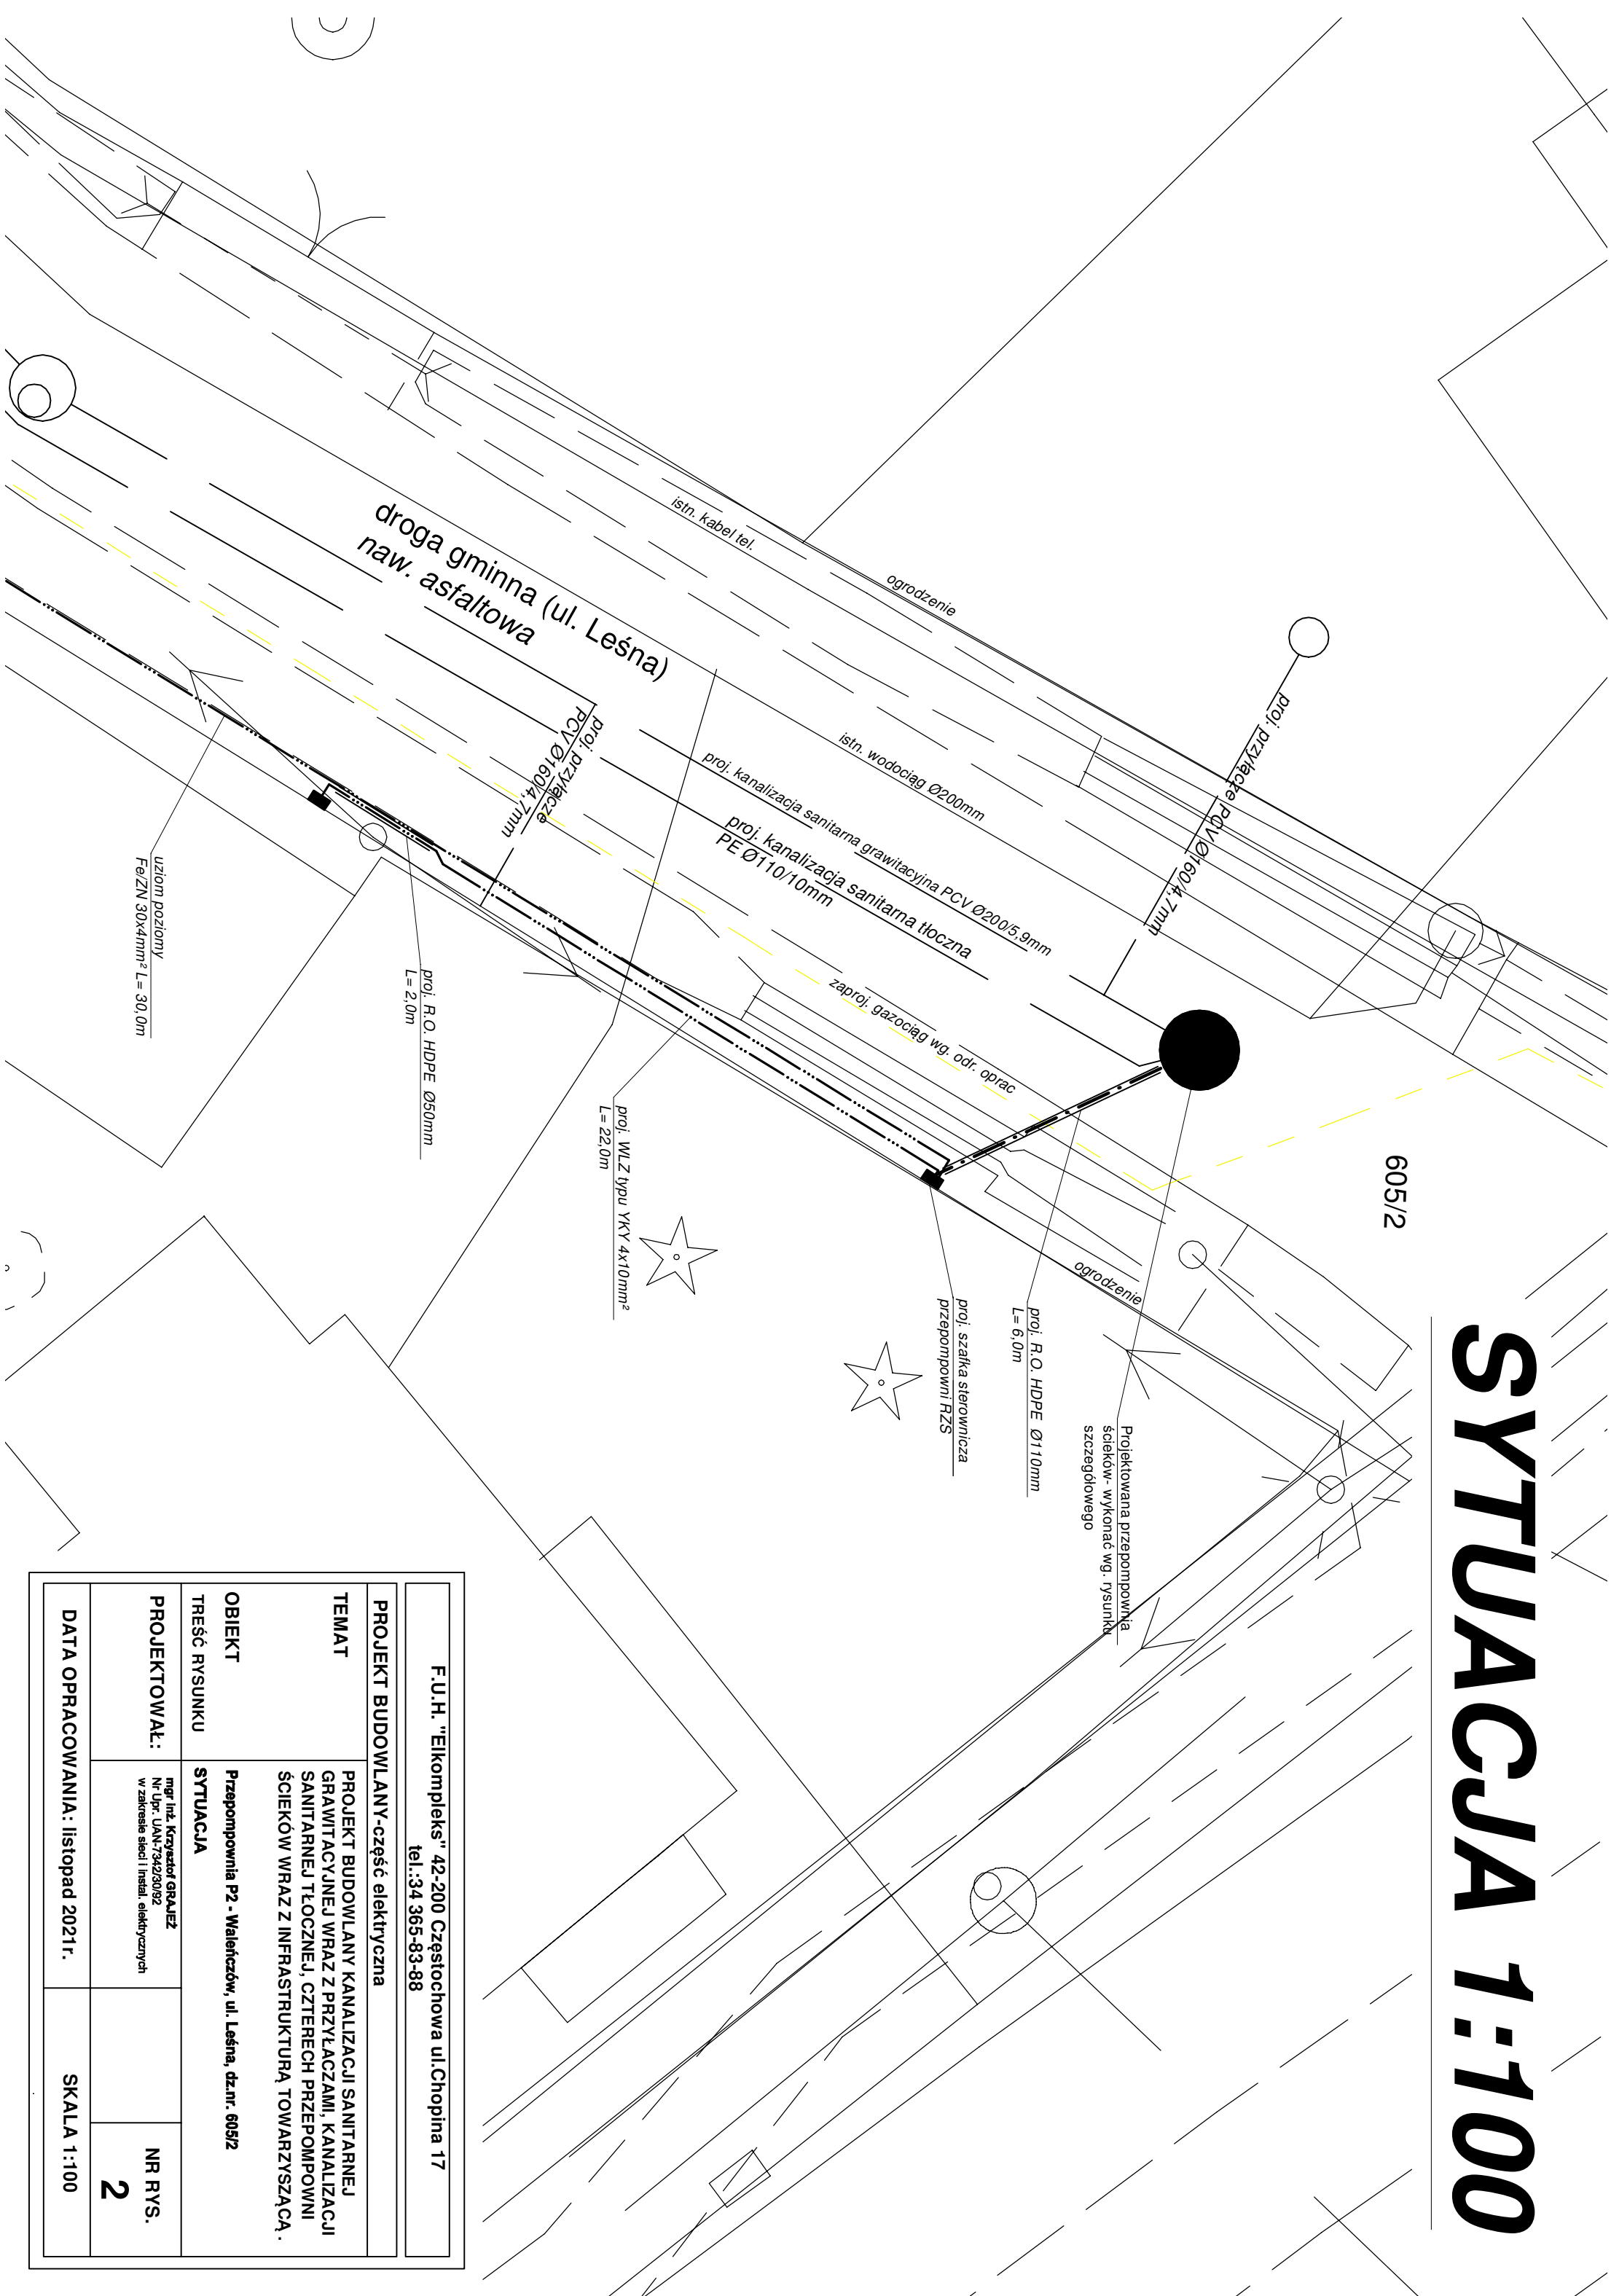 SYTUACJA 1:100
605/2
ogrodzenie
istn. kabel tel.
droga gminna (ul. Leśna)
naw. asfaltowa
istn. wodociąg Ø200mm
proj. przyłącze PCV Ø160/4,7mm
proj. kanalizacja sanitarna grawitacyjna PCV Ø200/5,9mm
proj. kanalizacja sanitarna tłoczna
PE Ø110/10mm
proj. przyłącze
PCV Ø160/4,7mm
zaproj. gazociąg wg. odr. oprac
ogrodzenie
Projektowana przepompownia
ścieków- wykonać wg. rysunku
szczegółowego
proj. R.O. HDPE Ø110mm
L= 6,0m
proj. szafka sterownicza
przepompowni RZS
proj. WLZ typu YKY 4x10mm²
L= 22,0m
proj. R.O. HDPE Ø50mm
L= 2,0m
uziom poziomy
Fe/ZN 30x4mm² L= 30,0m
F.U.H. "Elkompleks" 42-200 Częstochowa ul.Chopina 17
tel.:34 365-83-88
PROJEKT BUDOWLANY-część elektryczna
TEMAT
PROJEKT BUDOWLANY KANALIZACJI SANITARNEJ
GRAWITACYJNEJ WRAZ Z PRZYŁĄCZAMI, KANALIZACJI
SANITARNEJ TŁOCZNEJ, CZTERECH PRZEPOMPOWNI
ŚCIEKÓW WRAZ Z INFRASTRUKTURĄ TOWARZYSZĄCĄ .
OBIEKT
Przepompownia P2 - Waleńczów, ul. Leśna, dz.nr. 605/2
TREŚĆ RYSUNKU
SYTUACJA
PROJEKTOWAŁ:
mgr inż. Krzysztof GRAJEŻ
Nr Upr. UAN-7342/30/92
w zakresie sieci i instal. elektrycznych
NR RYS.
2
DATA OPRACOWANIA: listopad 2021r.
SKALA 1:100